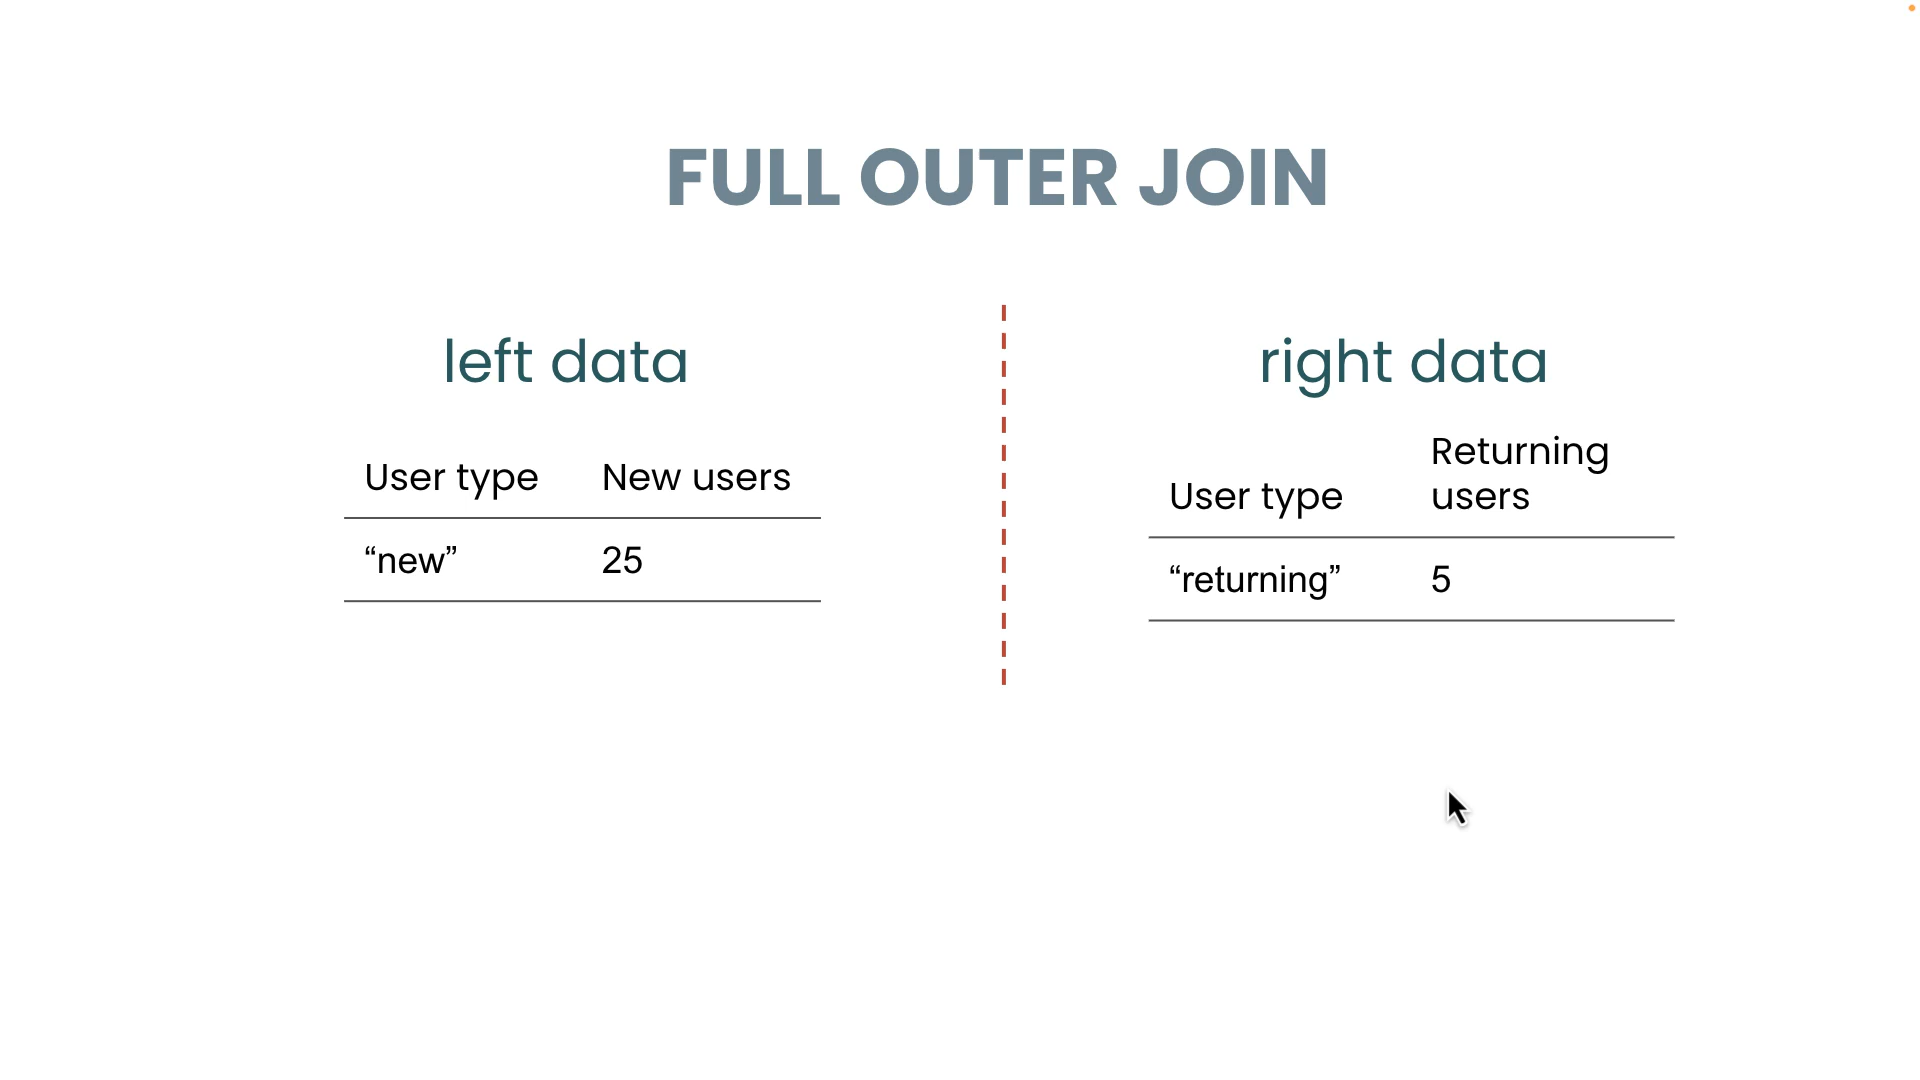 FULL OUTER JOIN
left data
User type New users
“new” 25
right data
Returning
User type users
“returning” 5